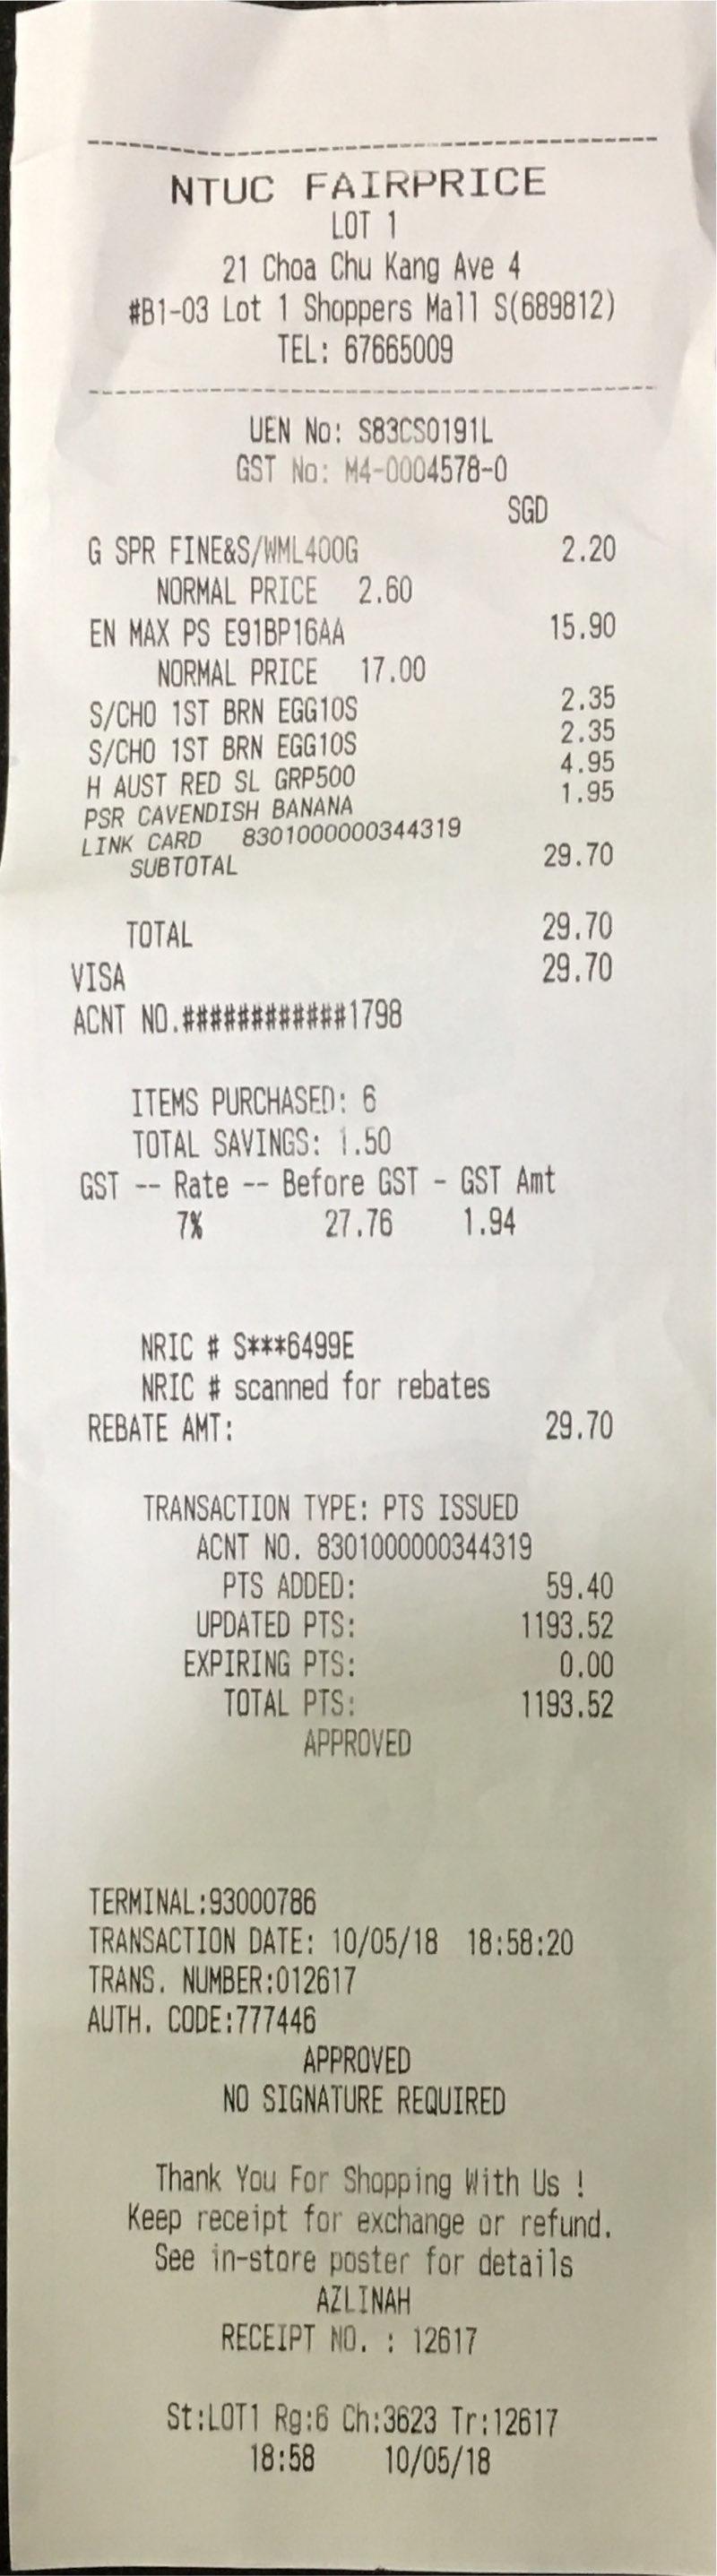 NTUC FAIRPRICE
LOT 1
21 Choa Chu Kang Ave 4
#B1-03 Lot 1 Shoppers Mall S(689812)
TEL: 67665009
UEN No: S83CS0191L
GST No: M4-0004578-0
SGD
G SPR FINE&S/WML400G 2.20
NORMAL PRICE 2.60
EN MAX PS E91BP16AA 15.90
NORMAL PRICE 17.00
S/CHO 1ST BRN EGG10S 2.35
S/CHO 1ST BRN EGG10S 2.35
H AUST RED SL GRP500 4.95
PSR CAVENDISH BANANA 1.95
LINK CARD 8301000000344319
SUBTOTAL 29.70
TOTAL 29.70
VISA 29.70
ACNT NO.############1798
ITEMS PURCHASED: 6
TOTAL SAVINGS: 1.50
GST -- Rate -- Before GST - GST Amt
7% 27.76 1.94
NRIC # S***6499E
NRIC # scanned for rebates
REBATE AMT: 29.70
TRANSACTION TYPE: PTS ISSUED
ACNT NO. 8301000000344319
PTS ADDED: 59.40
UPDATED PTS: 1193.52
EXPIRING PTS: 0.00
TOTAL PTS: 1193.52
APPROVED
TERMINAL:93000786
TRANSACTION DATE: 10/05/18 18:58:20
TRANS. NUMBER:012617
AUTH. CODE:777446
APPROVED
NO SIGNATURE REQUIRED
Thank You For Shopping With Us !
Keep receipt for exchange or refund.
See in-store poster for details
AZLINAH
RECEIPT NO. : 12617
St:LOT1 Rg:6 Ch:3623 Tr:12617
18:58 10/05/18